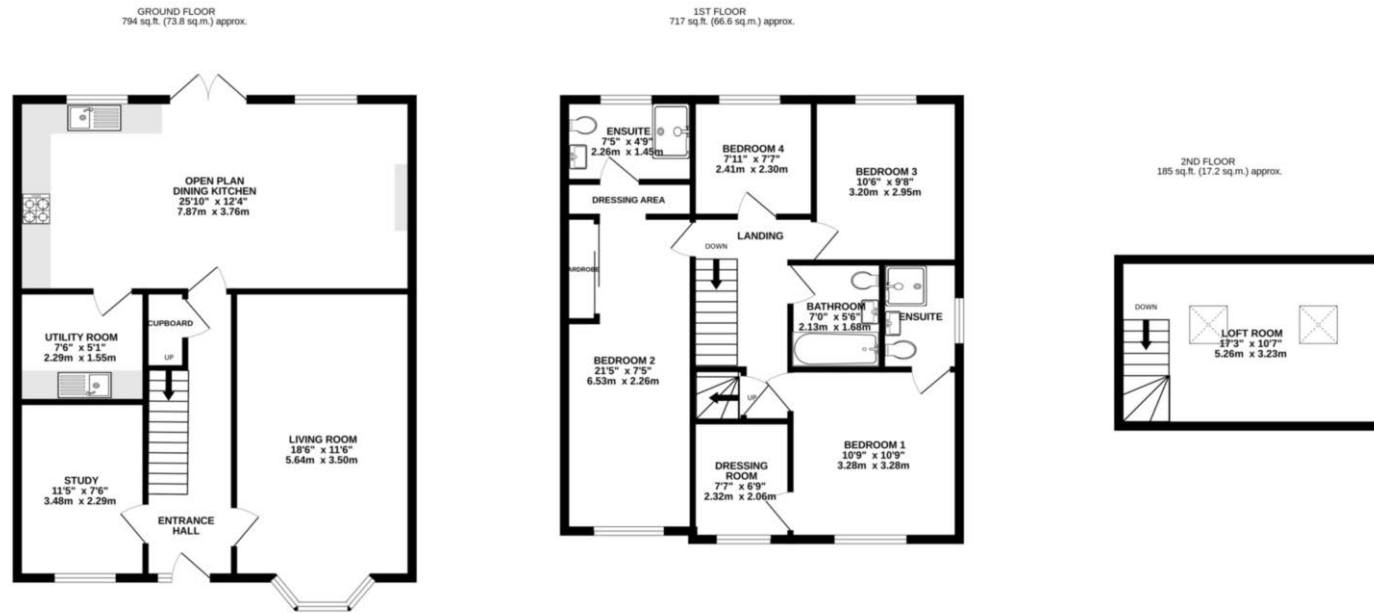 GROUND FLOOR
794 sq.ft. (73.8 sq.m.) approx.
OPEN PLAN
DINING KITCHEN
25'10" x 12'4"
7.87m x 3.76m
UTILITY ROOM
7'6" x 5'1"
2.29m x 1.55m
CUPBOARD
UP
STUDY
11'5" x 7'6"
3.48m x 2.29m
ENTRANCE
HALL
LIVING ROOM
18'6" x 11'6"
5.64m x 3.50m
1ST FLOOR
717 sq.ft. (66.6 sq.m.) approx.
ENSUITE
7'5" x 4'9"
2.26m x 1.45m
BEDROOM 4
7'11" x 7'7"
2.41m x 2.30m
BEDROOM 3
10'6" x 9'8"
3.20m x 2.95m
DRESSING AREA
LANDING
DOWN
ARDROBE
BATHROOM
7'0" x 5'6"
2.13m x 1.68m
ENSUITE
BEDROOM 2
21'5" x 7'5"
6.53m x 2.26m
UP
BEDROOM 1
10'9" x 10'9"
3.28m x 3.28m
DRESSING
ROOM
7'7" x 6'9"
2.32m x 2.06m
2ND FLOOR
185 sq.ft. (17.2 sq.m.) approx.
DOWN
LOFT ROOM
17'3" x 10'7"
5.26m x 3.23m